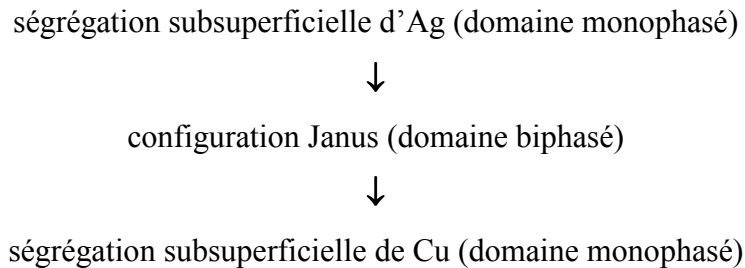 ségrégation subsuperficielle d’Ag (domaine monophasé)
↓
configuration Janus (domaine biphasé)
↓
ségrégation subsuperficielle de Cu (domaine monophasé)